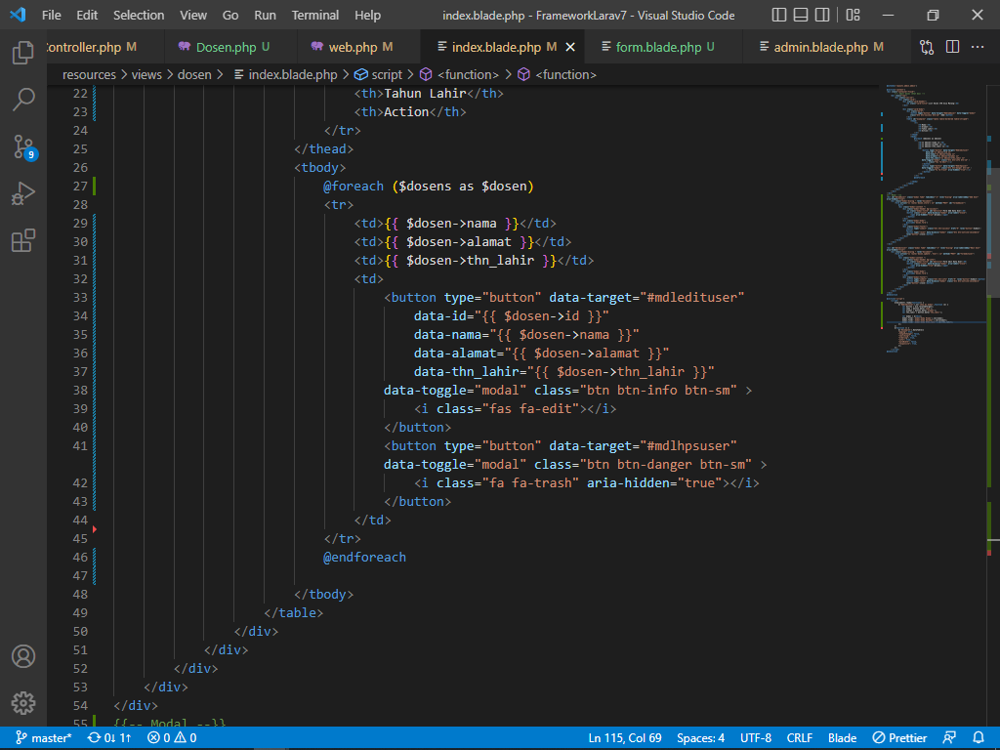 File Edit Selection View Go Run Terminal Help index.blade.php - FrameworkLarav7 - Visual Studio Code
Controller.php M Dosen.php U web.php M index.blade.php M form.blade.php U admin.blade.php M
resources > views > dosen > index.blade.php > script > <function> > <function>
22 <th>Tahun Lahir</th>
23 <th>Action</th>
24 </tr>
25 </thead>
26 <tbody>
27 @foreach ($dosens as $dosen)
28 <tr>
29 <td>{{ $dosen->nama }}</td>
30 <td>{{ $dosen->alamat }}</td>
31 <td>{{ $dosen->thn_lahir }}</td>
32 <td>
33 <button type="button" data-target="#mdledituser"
34 data-id="{{ $dosen->id }}"
35 data-nama="{{ $dosen->nama }}"
36 data-alamat="{{ $dosen->alamat }}"
37 data-thn_lahir="{{ $dosen->thn_lahir }}"
38 data-toggle="modal" class="btn btn-info btn-sm" >
39 <i class="fas fa-edit"></i>
40 </button>
41 <button type="button" data-target="#mdlhpsuser"
data-toggle="modal" class="btn btn-danger btn-sm" >
42 <i class="fa fa-trash" aria-hidden="true"></i>
43 </button>
44 </td>
45 </tr>
46 @endforeach
47
48 </tbody>
49 </table>
50 </div>
51 </div>
52 </div>
53 </div>
54 </div>
55 {{-- Modal --}}
9
master* 0↓ 1↑ 0 0 Ln 115, Col 69 Spaces: 4 UTF-8 CRLF Blade Prettier